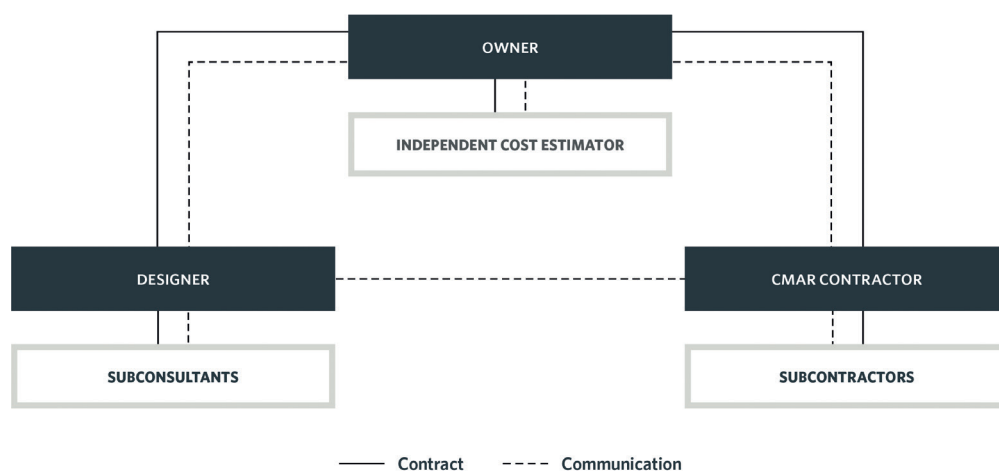 OWNER
INDEPENDENT COST ESTIMATOR
DESIGNER
CMAR CONTRACTOR
SUBCONSULTANTS
SUBCONTRACTORS
Contract
Communication